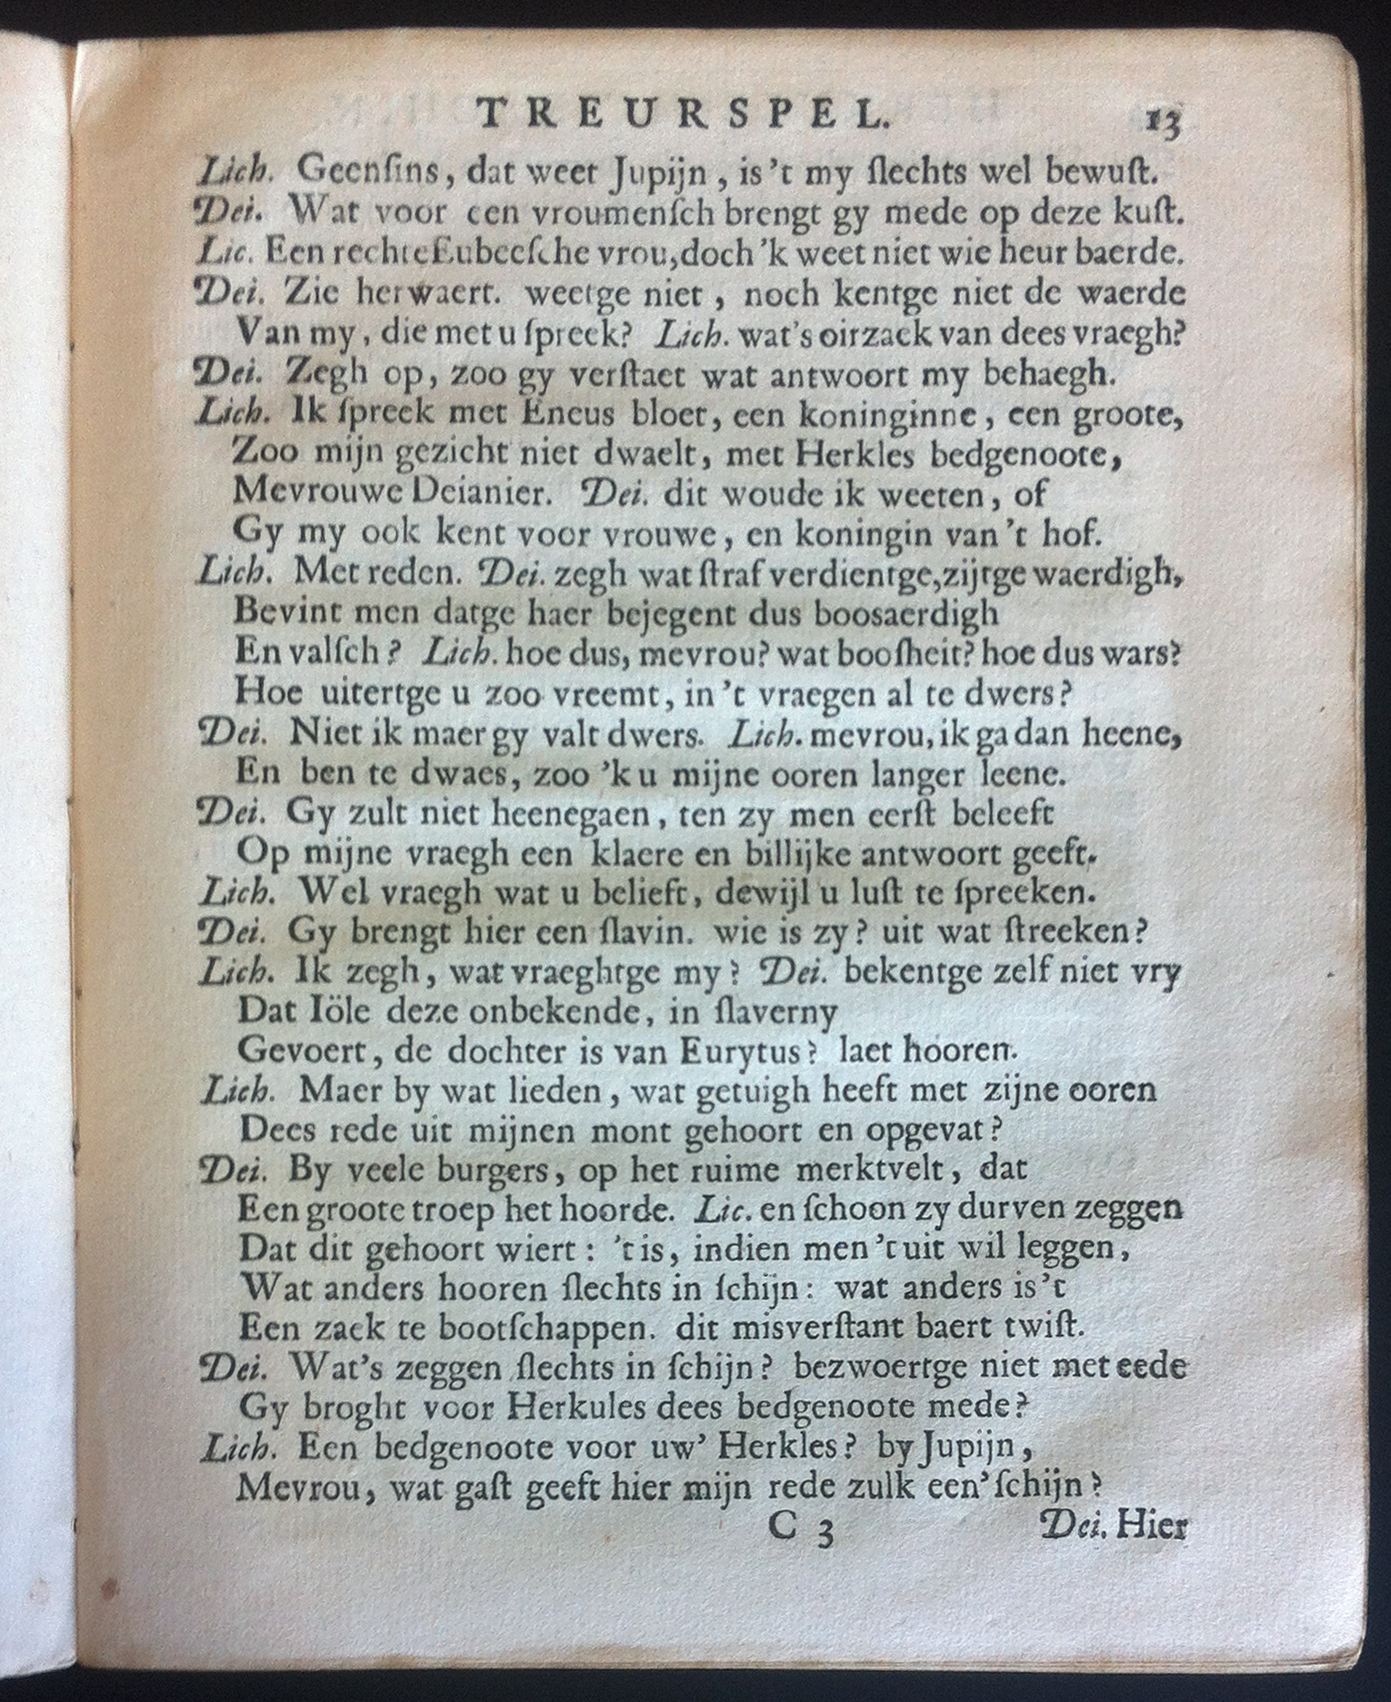 TREURSPEL. 13
Lich. Geenſins, dat weet Jupijn, is 't my ſlechts wel bewuſt.
Dei. Wat voor een vroumenſch brengt gy mede op deze kuſt.
Lic. Een rechte Eubeeſche vrou, doch 'k weet niet wie heur baerde.
Dei. Zie herwaert. weetge niet, noch kentge niet de waerde
Van my, die met u ſpreek? Lich. wat's oirzaek van dees vraegh?
Dei. Zegh op, zoo gy verſtaet wat antwoort my behaegh.
Lich. Ik ſpreek met Eneus bloet, een koninginne, een groote,
Zoo mijn gezicht niet dwaelt, met Herkles bedgenoote,
Mevrouwe Deianier. Dei. dit woude ik weeten, of
Gy my ook kent voor vrouwe, en koningin van 't hof.
Lich. Met reden. Dei. zegh wat ſtraf verdientge, zijtge waerdigh,
Bevint men datge haer bejegent dus boosaerdigh
En valſch? Lich. hoe dus, mevrou? wat boosheit? hoe dus wars?
Hoe uitertge u zoo vreemt, in 't vraegen al te dwers?
Dei. Niet ik maer gy valt dwers. Lich. mevrou, ik ga dan heene,
En ben te dwaes, zoo 'k u mijne ooren langer leene.
Dei. Gy zult niet heenegaen, ten zy men eerſt beleeft
Op mijne vraegh een klaere en billijke antwoort geeft.
Lich. Wel vraegh wat u belieft, dewijl u luſt te ſpreeken.
Dei. Gy brengt hier een ſlavin. wie is zy? uit wat ſtreeken?
Lich. Ik zegh, wat vraeghtge my? Dei. bekentge zelf niet vry
Dat Iöle deze onbekende, in ſlaverny
Gevoert, de dochter is van Eurytus? laet hooren.
Lich. Maer by wat lieden, wat getuigh heeft met zijne ooren
Dees rede uit mijnen mont gehoort en opgevat?
Dei. By veele burgers, op het ruime merktvelt, dat
Een groote troep het hoorde. Lic. en ſchoon zy durven zeggen
Dat dit gehoort wiert: 't is, indien men 't uit wil leggen,
Wat anders hooren ſlechts in ſchijn: wat anders is 't
Een zaek te bootſchappen. dit misverſtant baert twiſt.
Dei. Wat's zeggen ſlechts in ſchijn? bezwoertge niet met eede
Gy broght voor Herkules dees bedgenoote mede?
Lich. Een bedgenoote voor uw' Herkles? by Jupijn,
Mevrou, wat gaſt geeft hier mijn rede zulk een' ſchijn?
C 3 Dei. Hier